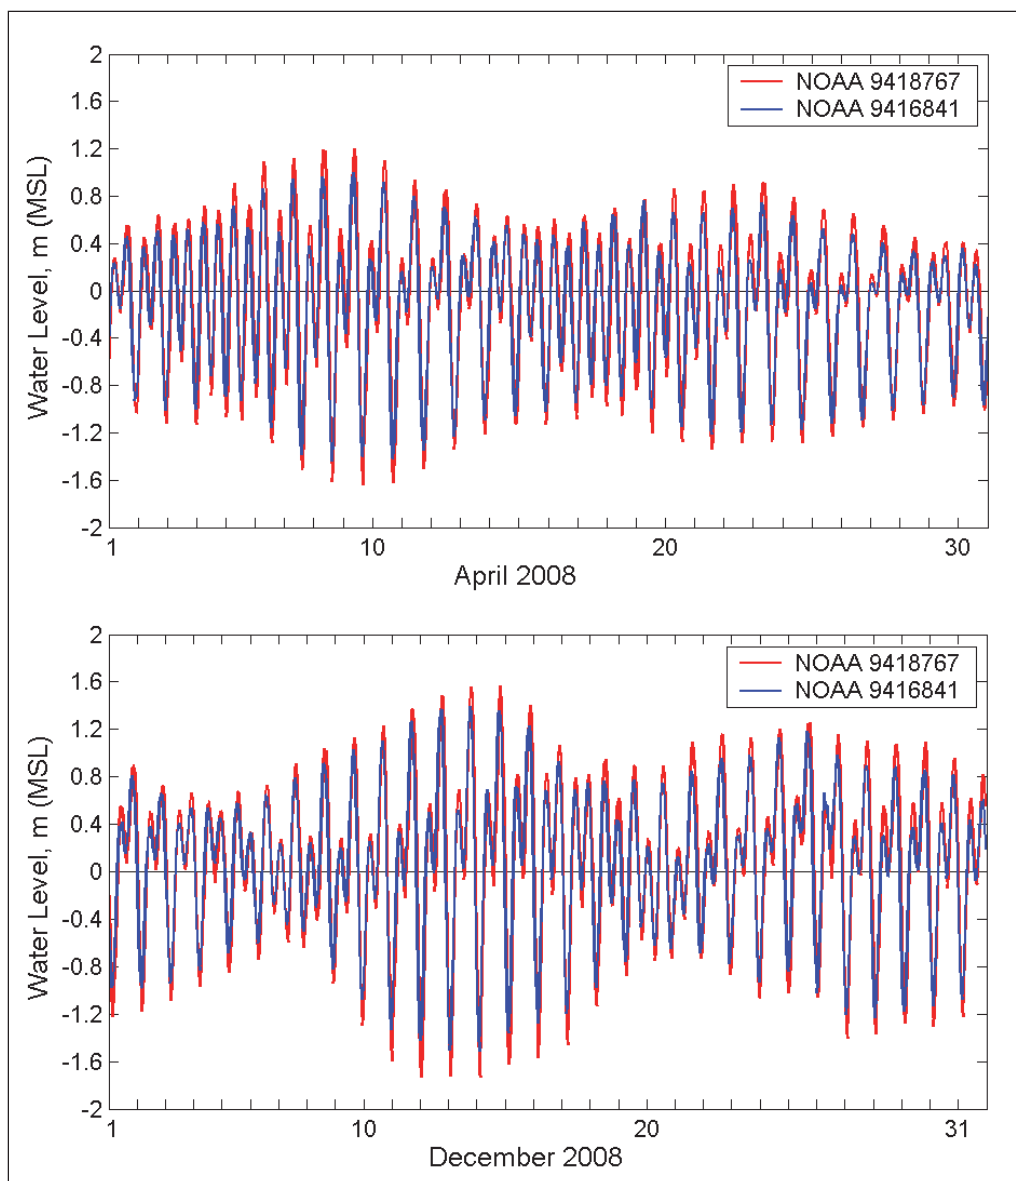 2
1.6
1.2
0.8
0.4
0
-0.4
-0.8
-1.2
-1.6
-2
Water Level, m (MSL)
NOAA 9418767
NOAA 9416841
1 10 20 30
April 2008
2
1.6
1.2
0.8
0.4
0
-0.4
-0.8
-1.2
-1.6
-2
Water Level, m (MSL)
NOAA 9418767
NOAA 9416841
1 10 20 31
December 2008